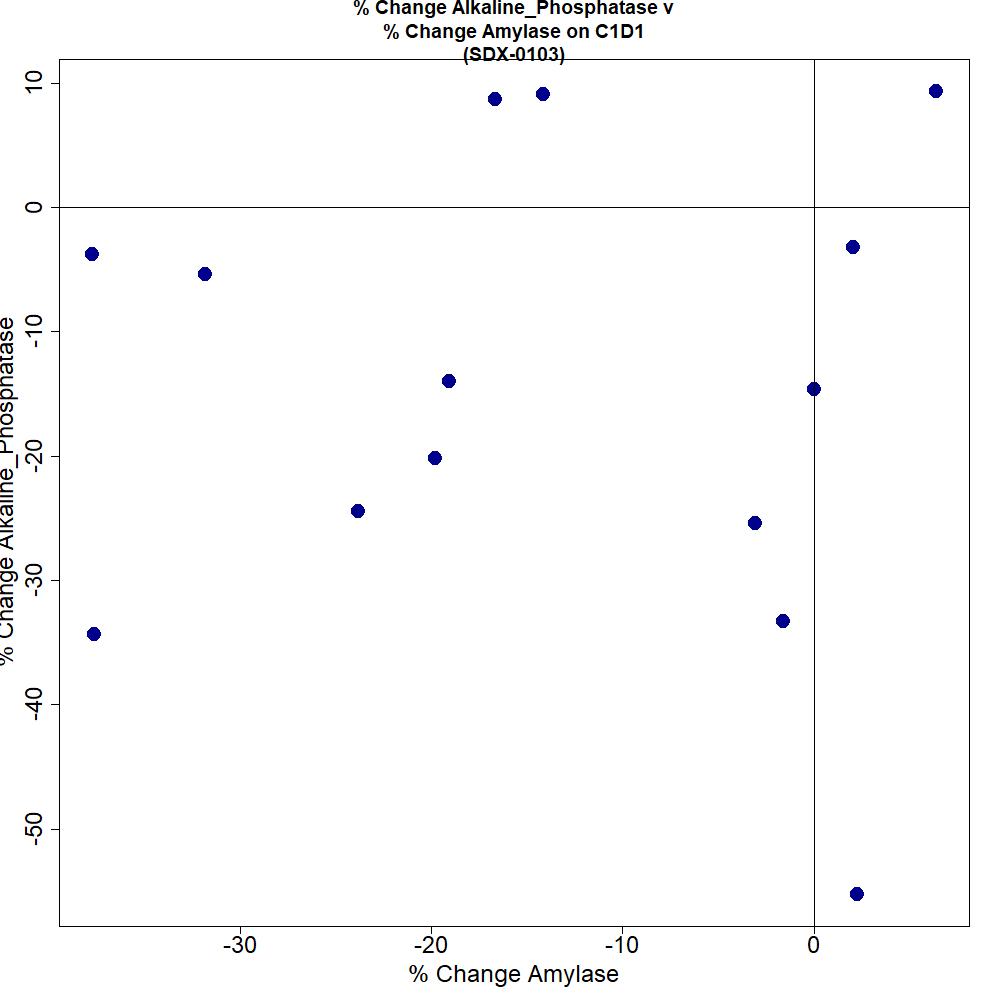 % Change Alkaline_Phosphatase v
% Change Amylase on C1D1
(SDX-0103)
% Change Alkaline_Phosphatase
10
0
-10
-20
-30
-40
-50
-30
-20
-10
0
% Change Amylase